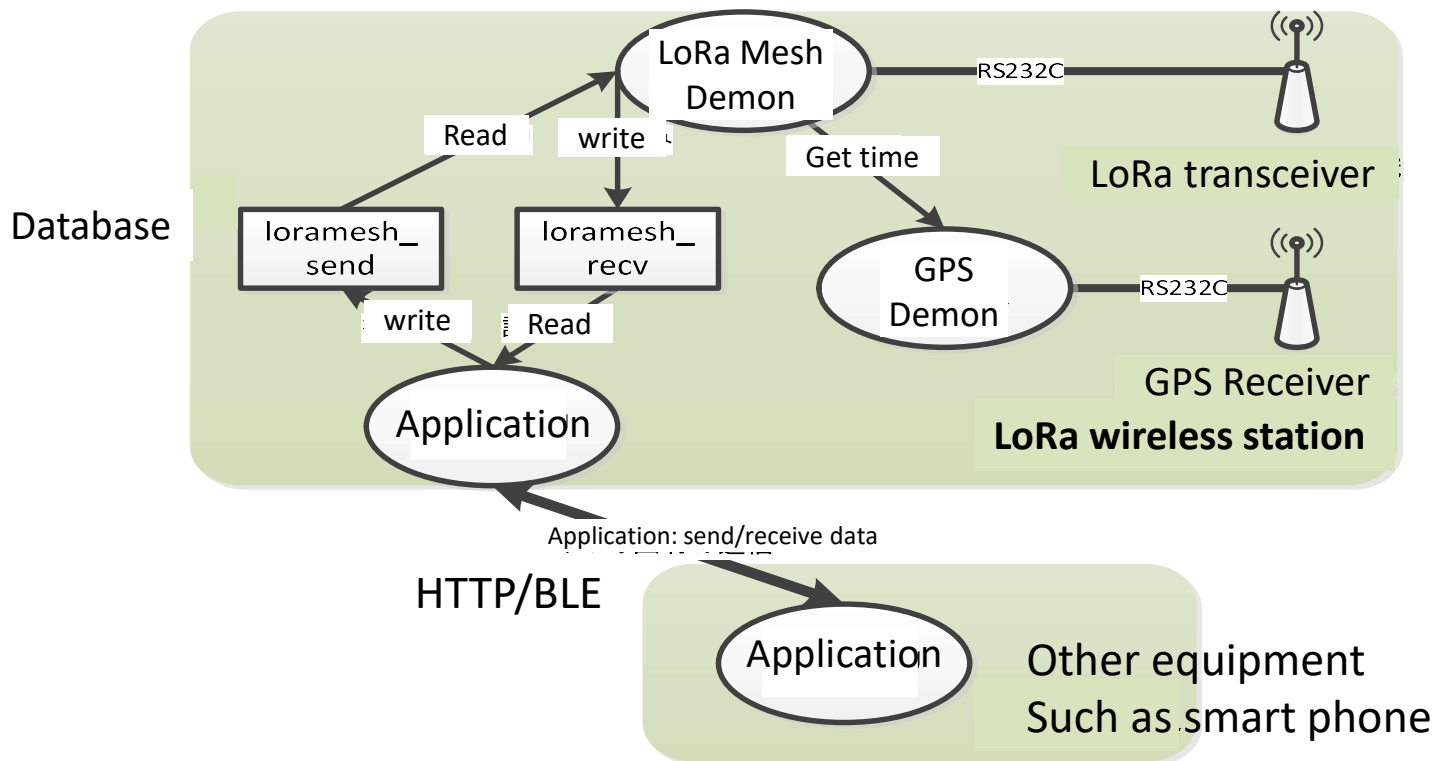 LoRa Mesh
Demon
RS232C
Read
write
Get time
LoRa transceiver
Database
loramesh_
send
loramesh_
recv
GPS
Demon
RS232C
write
Read
GPS Receiver
Application
LoRa wireless station
Application: send/receive data
HTTP/BLE
Application
Other equipment
Such as smart phone